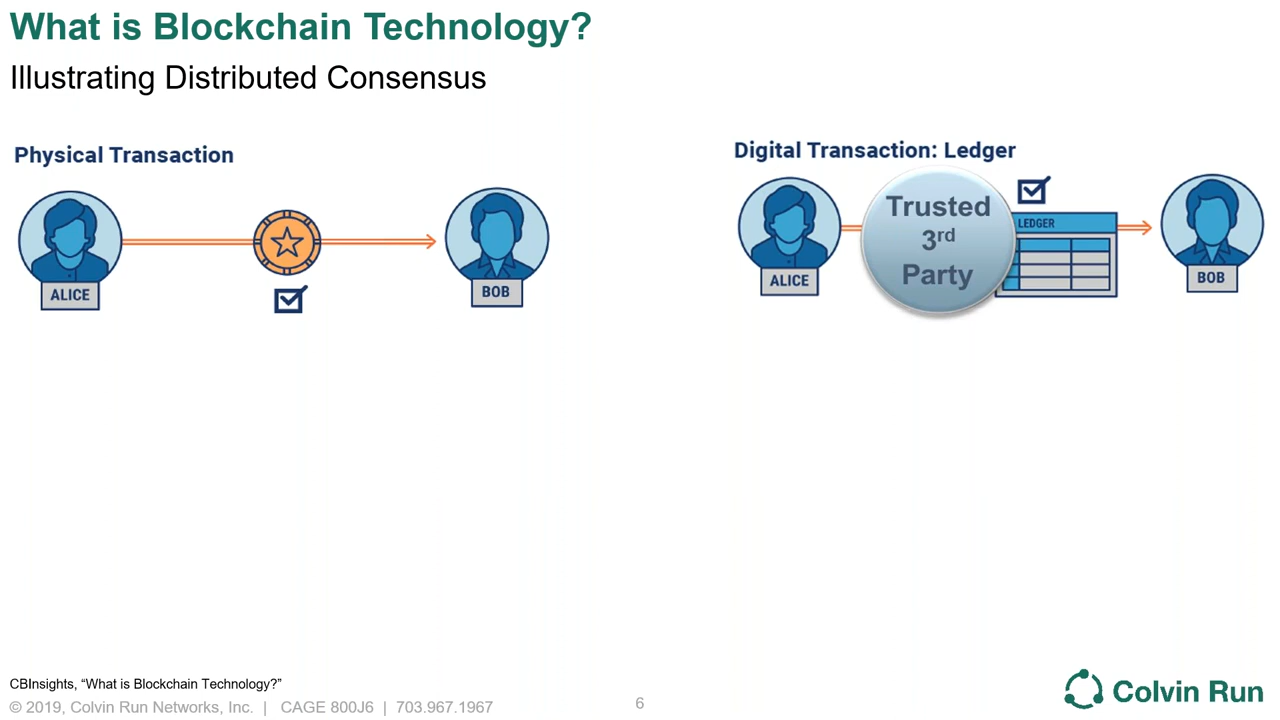 What is Blockchain Technology?
Illustrating Distributed Consensus
Physical Transaction
ALICE
BOB
Digital Transaction: Ledger
ALICE
Trusted
3rd
Party
LEDGER
BOB
CBInsights, “What is Blockchain Technology?”
© 2019, Colvin Run Networks, Inc. | CAGE 800J6 | 703.967.1967
6
Colvin Run